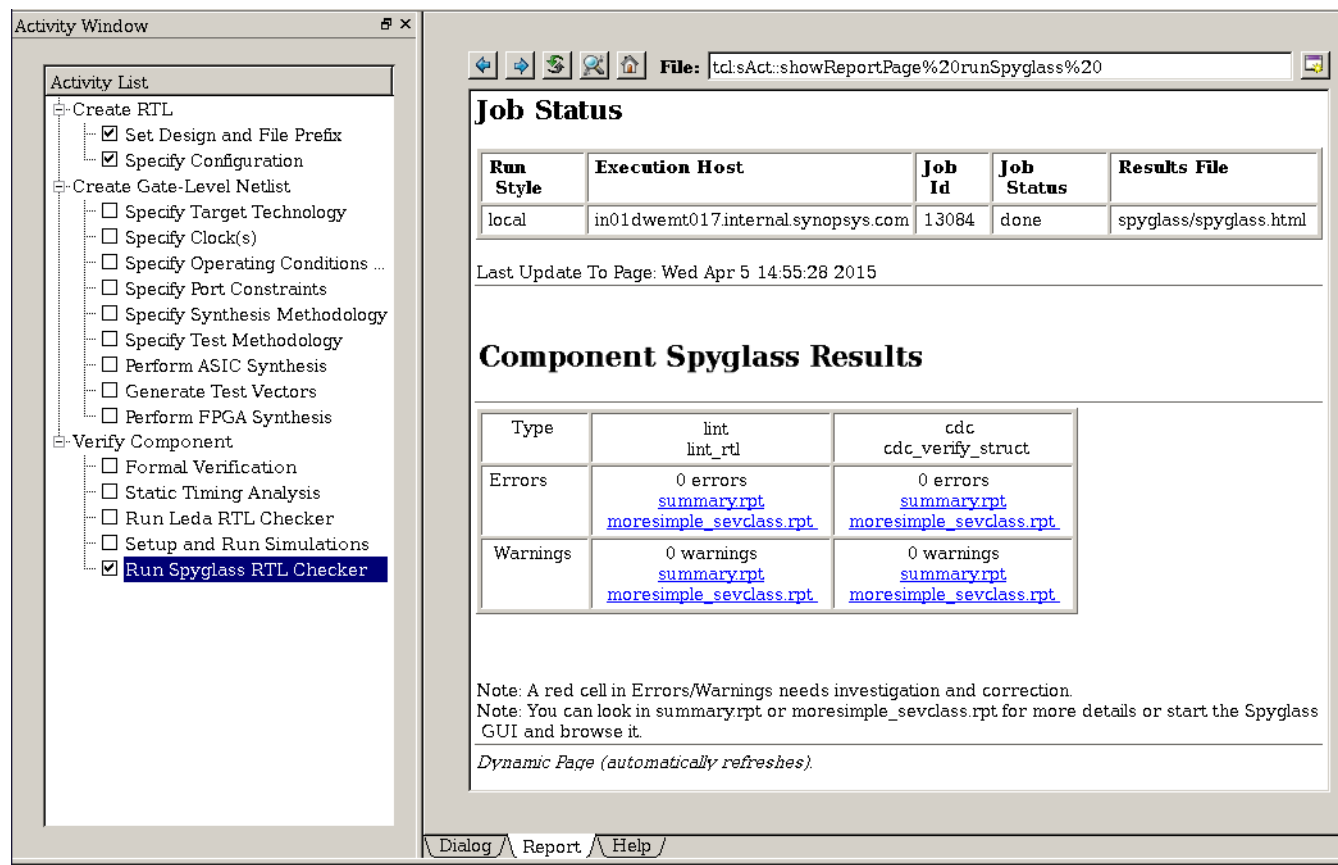 Activity Window
Activity List
Create RTL
Set Design and File Prefix
Specify Configuration
Create Gate-Level Netlist
Specify Target Technology
Specify Clock(s)
Specify Operating Conditions ...
Specify Port Constraints
Specify Synthesis Methodology
Specify Test Methodology
Perform ASIC Synthesis
Generate Test Vectors
Perform FPGA Synthesis
Verify Component
Formal Verification
Static Timing Analysis
Run Leda RTL Checker
Setup and Run Simulations
Run Spyglass RTL Checker
File: tcl:sAct::showReportPage%20runSpyglass%20
Job Status
Run Style Execution Host Job Id Job Status Results File
local in01dwemt017.internal.synopsys.com 13084 done spyglass/spyglass.html
Last Update To Page: Wed Apr 5 14:55:28 2015
Component Spyglass Results
Type lint cdc
lint_rtl cdc_verify_struct
Errors 0 errors 0 errors
summary.rpt summary.rpt
moresimple_sevclass.rpt moresimple_sevclass.rpt
Warnings 0 warnings 0 warnings
summary.rpt summary.rpt
moresimple_sevclass.rpt moresimple_sevclass.rpt
Note: A red cell in Errors/Warnings needs investigation and correction.
Note: You can look in summary.rpt or moresimple_sevclass.rpt for more details or start the Spyglass
GUI and browse it.
Dynamic Page (automatically refreshes).
Dialog Report Help